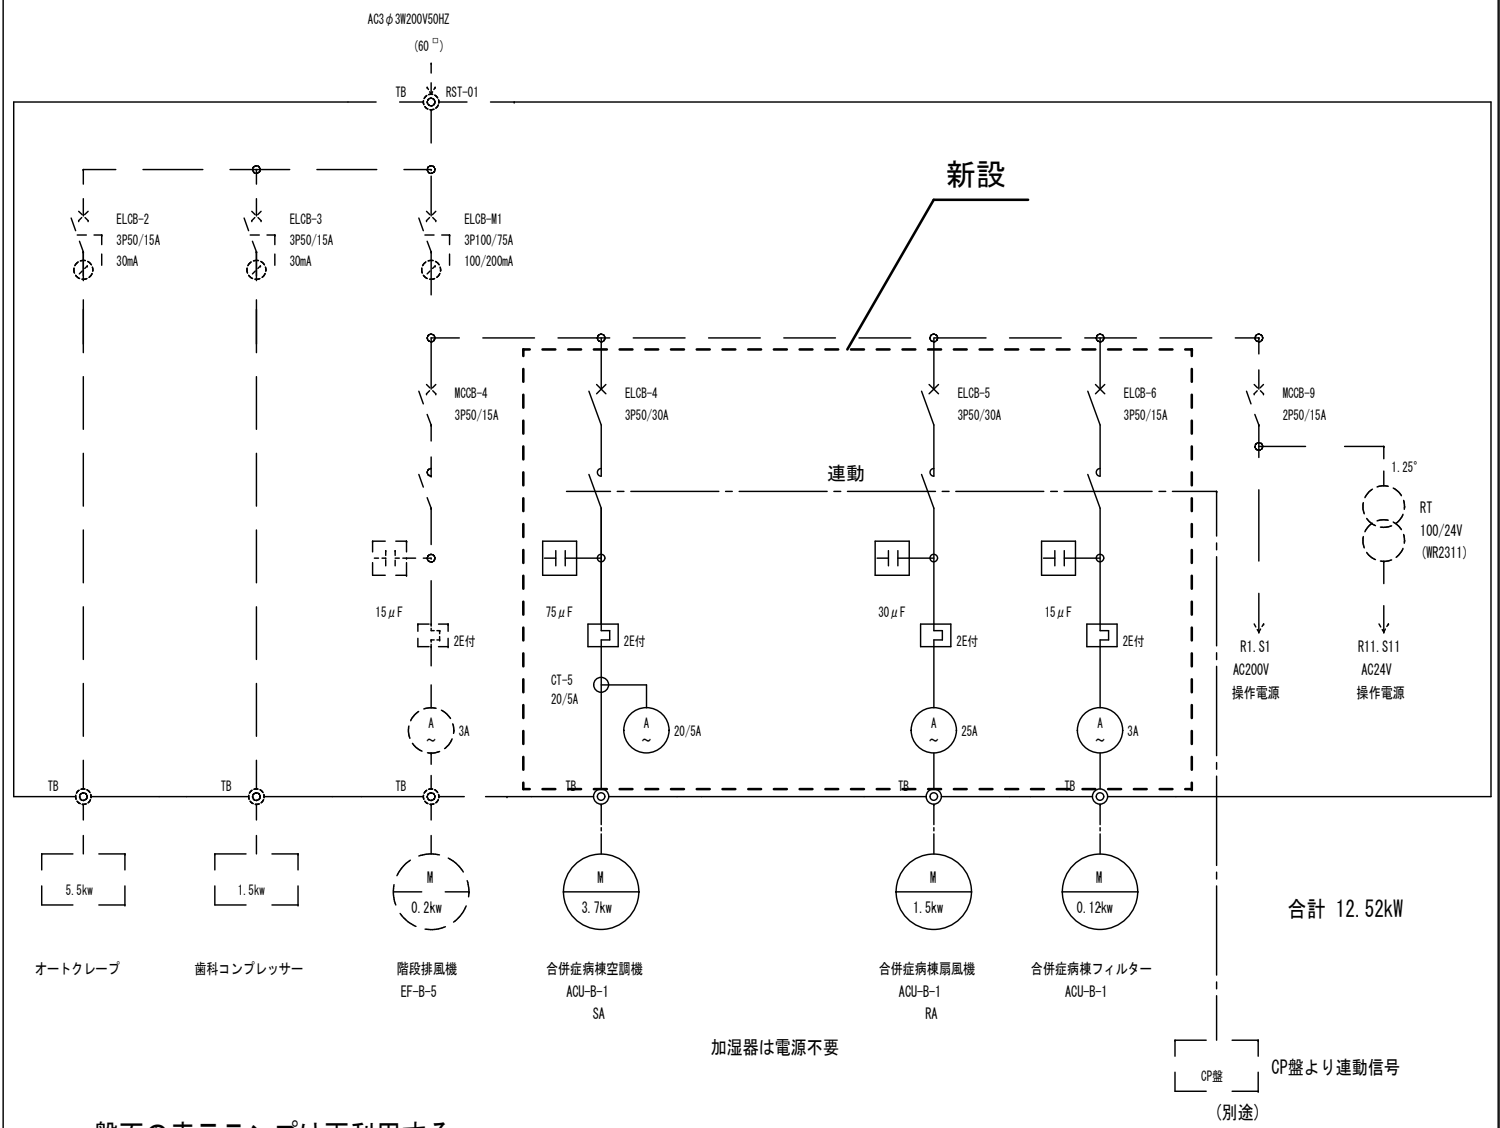 AC3φ3W200V50HZ
(60□)
TB
RST-01
新設
ELCB-2
3P50/15A
30mA
ELCB-3
3P50/15A
30mA
ELCB-M1
3P100/75A
100/200mA
MCCB-4
3P50/15A
ELCB-4
3P50/30A
ELCB-5
3P50/30A
ELCB-6
3P50/15A
MCCB-9
2P50/15A
連動
1.25°
RT
100/24V
(WR2311)
15μF
75μF
30μF
15μF
2E付
2E付
2E付
2E付
R1.S1
AC200V
操作電源
R11.S11
AC24V
操作電源
CT-5
20/5A
A
~
3A
A
~
20/5A
A
~
25A
A
~
3A
TB
TB
TB
TB
TB
TB
5.5kw
1.5kw
M
0.2kw
M
3.7kw
M
1.5kw
M
0.12kw
合計 12.52kW
オートクレーブ
歯科コンプレッサー
階段排風機
EF-B-5
合併症病棟空調機
ACU-B-1
SA
合併症病棟扇風機
ACU-B-1
RA
合併症病棟フィルター
ACU-B-1
加湿器は電源不要
CP盤
CP盤より連動信号
(別途)